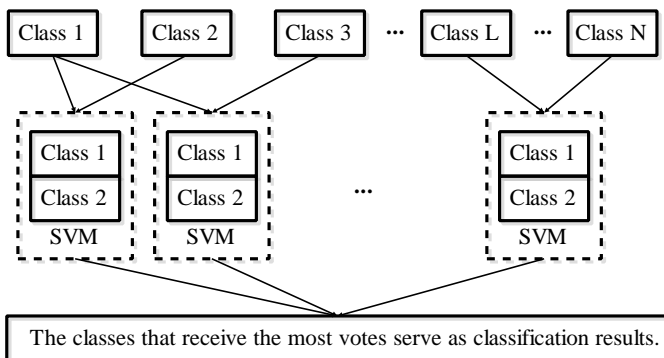 Class 1 Class 2 Class 3 ... Class L ... Class N
Class 1 Class 1 Class 1
Class 2 Class 2 ... Class 2
SVM SVM SVM
The classes that receive the most votes serve as classification results.